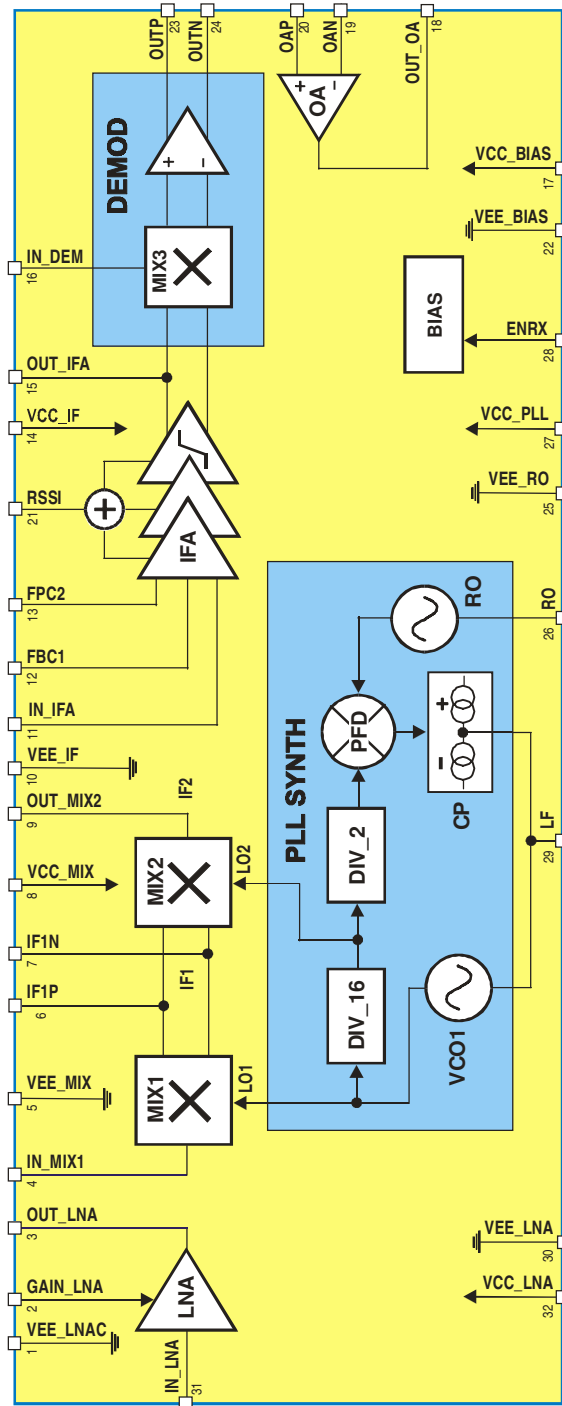 OUTP
23
OUTN
24
OAP
20
OAN
19
OUT_OA
18
DEMOD
+
−
OA
+
−
IN_DEM
16
MIX3
OUT_IFA
15
VCC_IF
14
RSSI
21
+
IFA
FPC2
13
FBC1
12
IN_IFA
11
VEE_IF
10
OUT_MIX2
9
IF2
VCC_MIX
8
MIX2
LO2
IF1N
7
IF1
IF1P
6
VEE_MIX
5
MIX1
LO1
IN_MIX1
4
OUT_LNA
3
GAIN_LNA
2
LNA
VEE_LNAC
1
IN_LNA
31
VCC_BIAS
17
VEE_BIAS
22
BIAS
ENRX
28
VCC_PLL
27
VEE_RO
25
RO
RO
26
PFD
PLL SYNTH
− +
CP
DIV_2
LF
29
DIV_16
VCO1
VEE_LNA
30
VCC_LNA
32